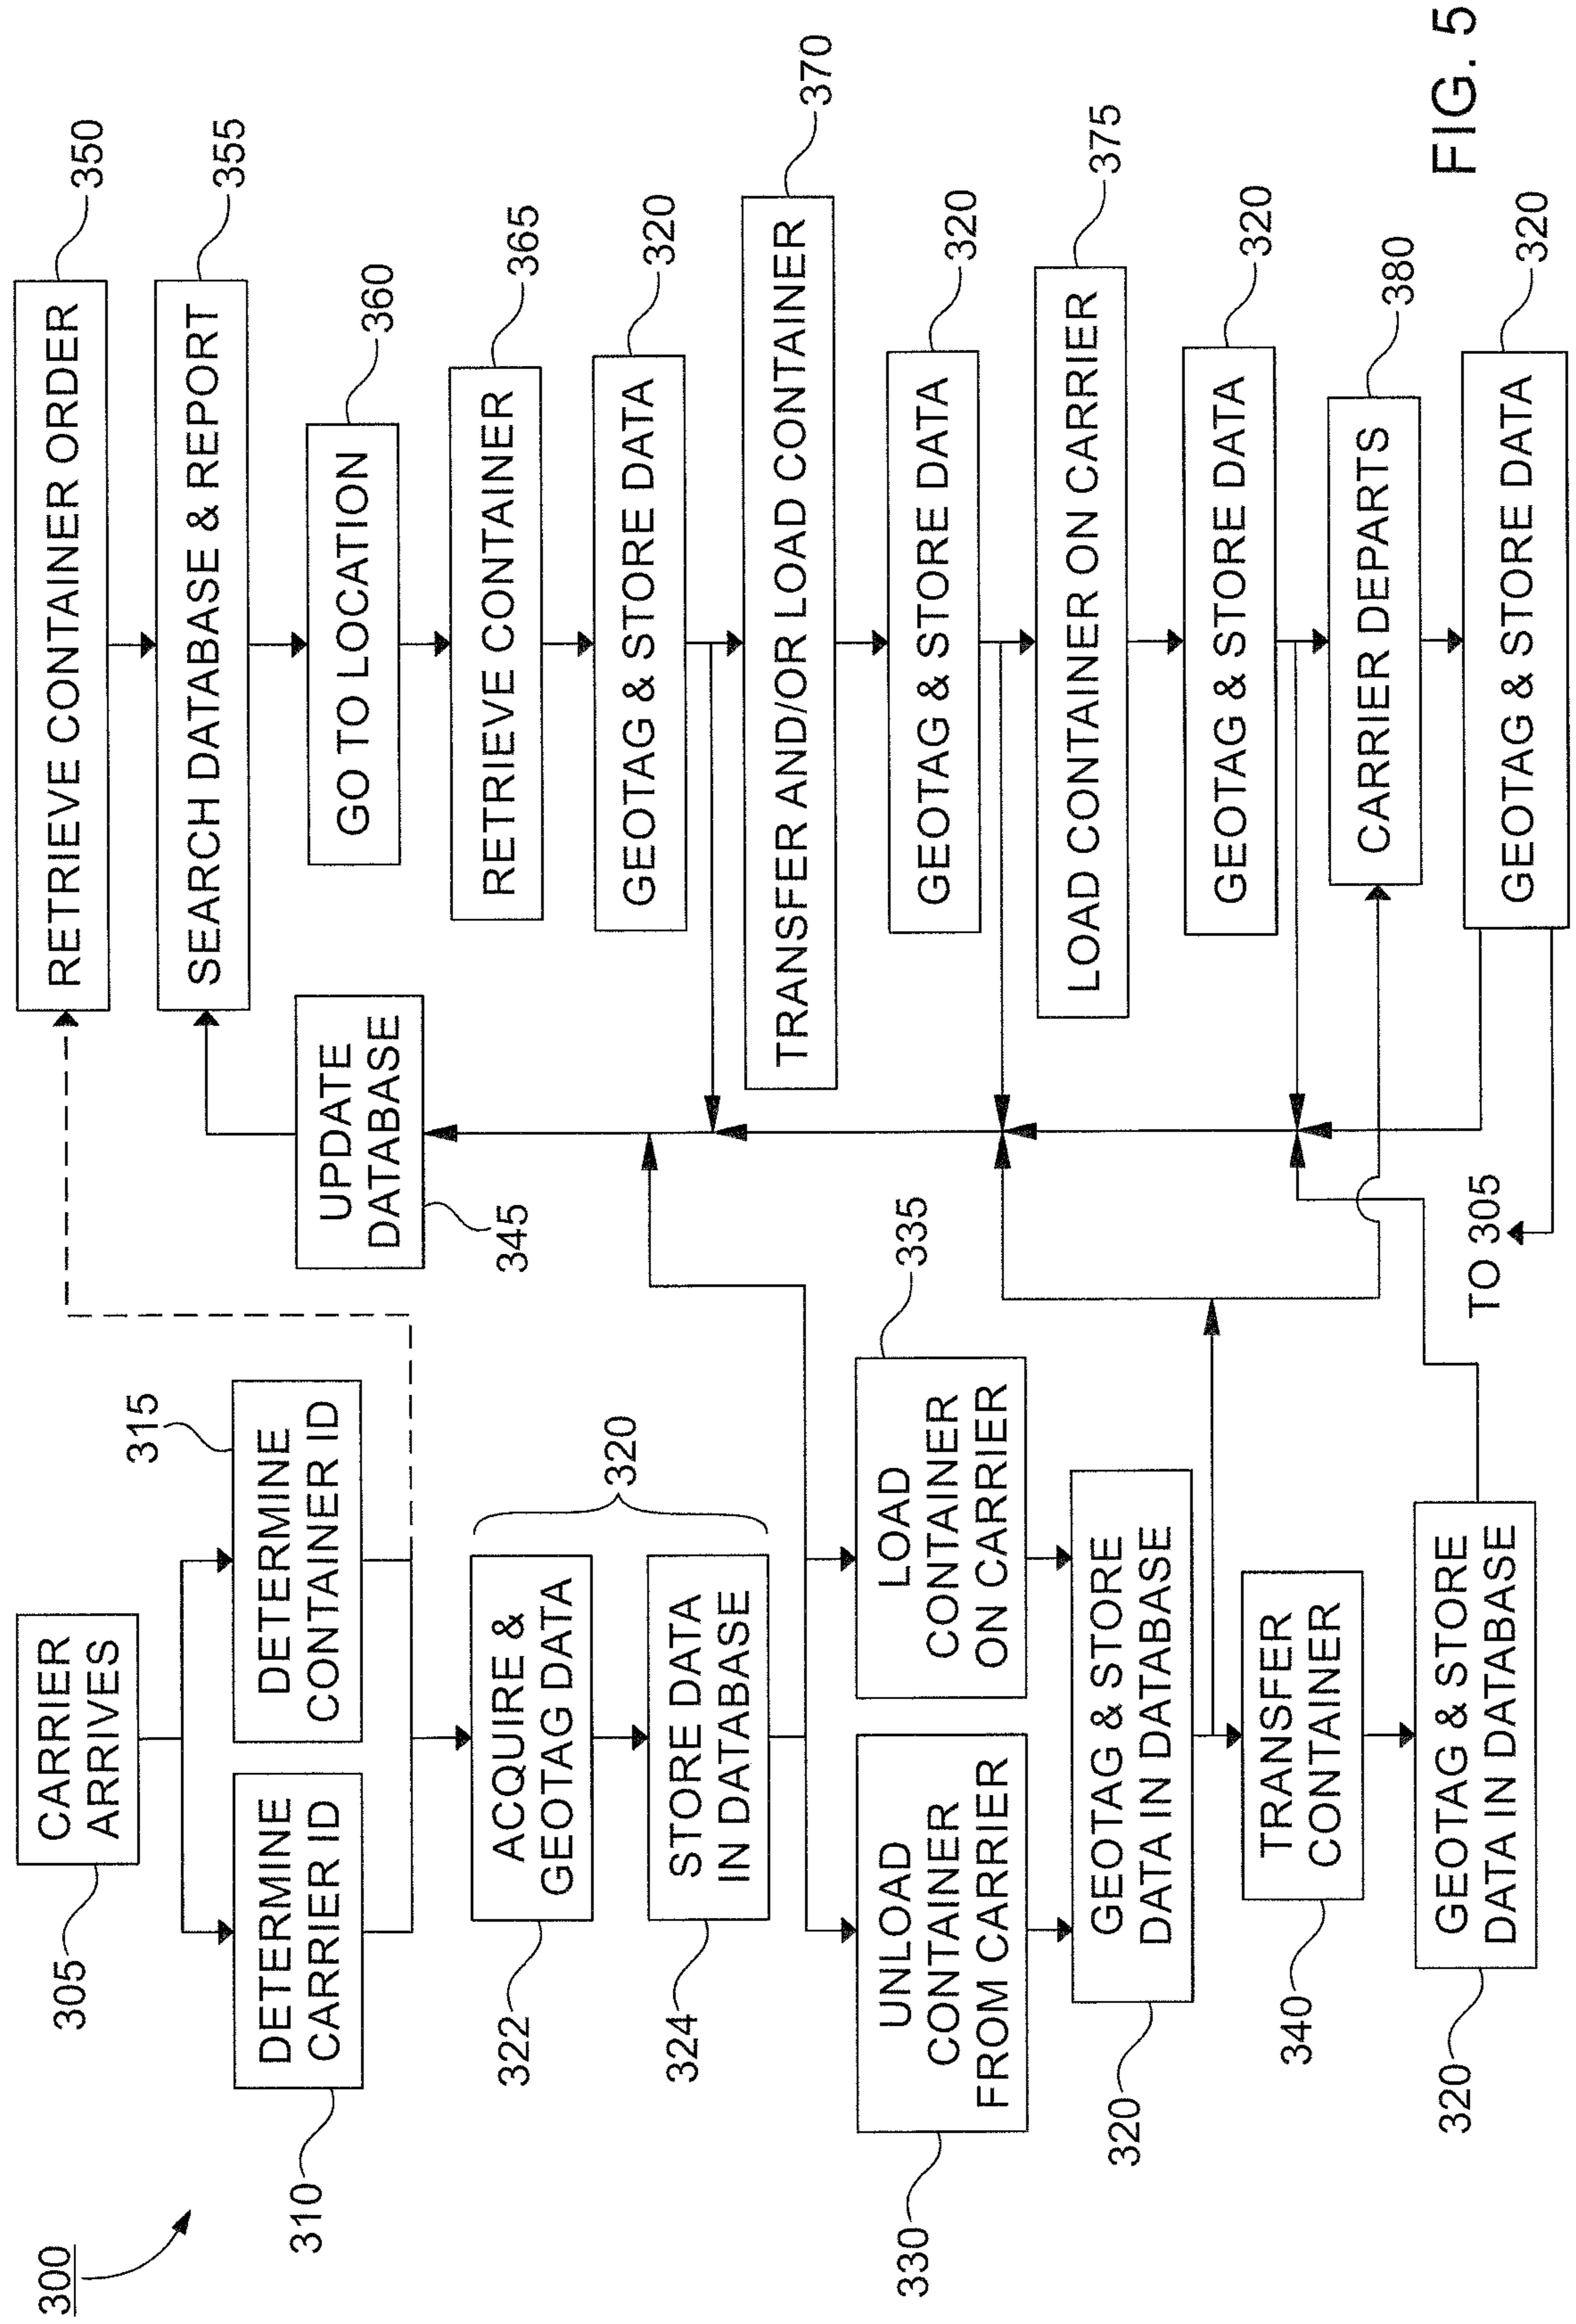 300
CARRIER
ARRIVES
305
DETERMINE
CARRIER ID
310
DETERMINE
CONTAINER ID
315
ACQUIRE &
GEOTAG DATA
322
STORE DATA
IN DATABASE
324
320
UNLOAD
CONTAINER
FROM CARRIER
330
LOAD
CONTAINER
ON CARRIER
335
GEOTAG & STORE
DATA IN DATABASE
320
TRANSFER
CONTAINER
340
GEOTAG & STORE
DATA IN DATABASE
320
UPDATE
DATABASE
345
RETRIEVE CONTAINER ORDER
350
SEARCH DATABASE & REPORT
355
GO TO LOCATION
360
RETRIEVE CONTAINER
365
GEOTAG & STORE DATA
320
TRANSFER AND/OR LOAD CONTAINER
370
GEOTAG & STORE DATA
320
LOAD CONTAINER ON CARRIER
375
GEOTAG & STORE DATA
320
CARRIER DEPARTS
380
GEOTAG & STORE DATA
320
TO 305
FIG. 5